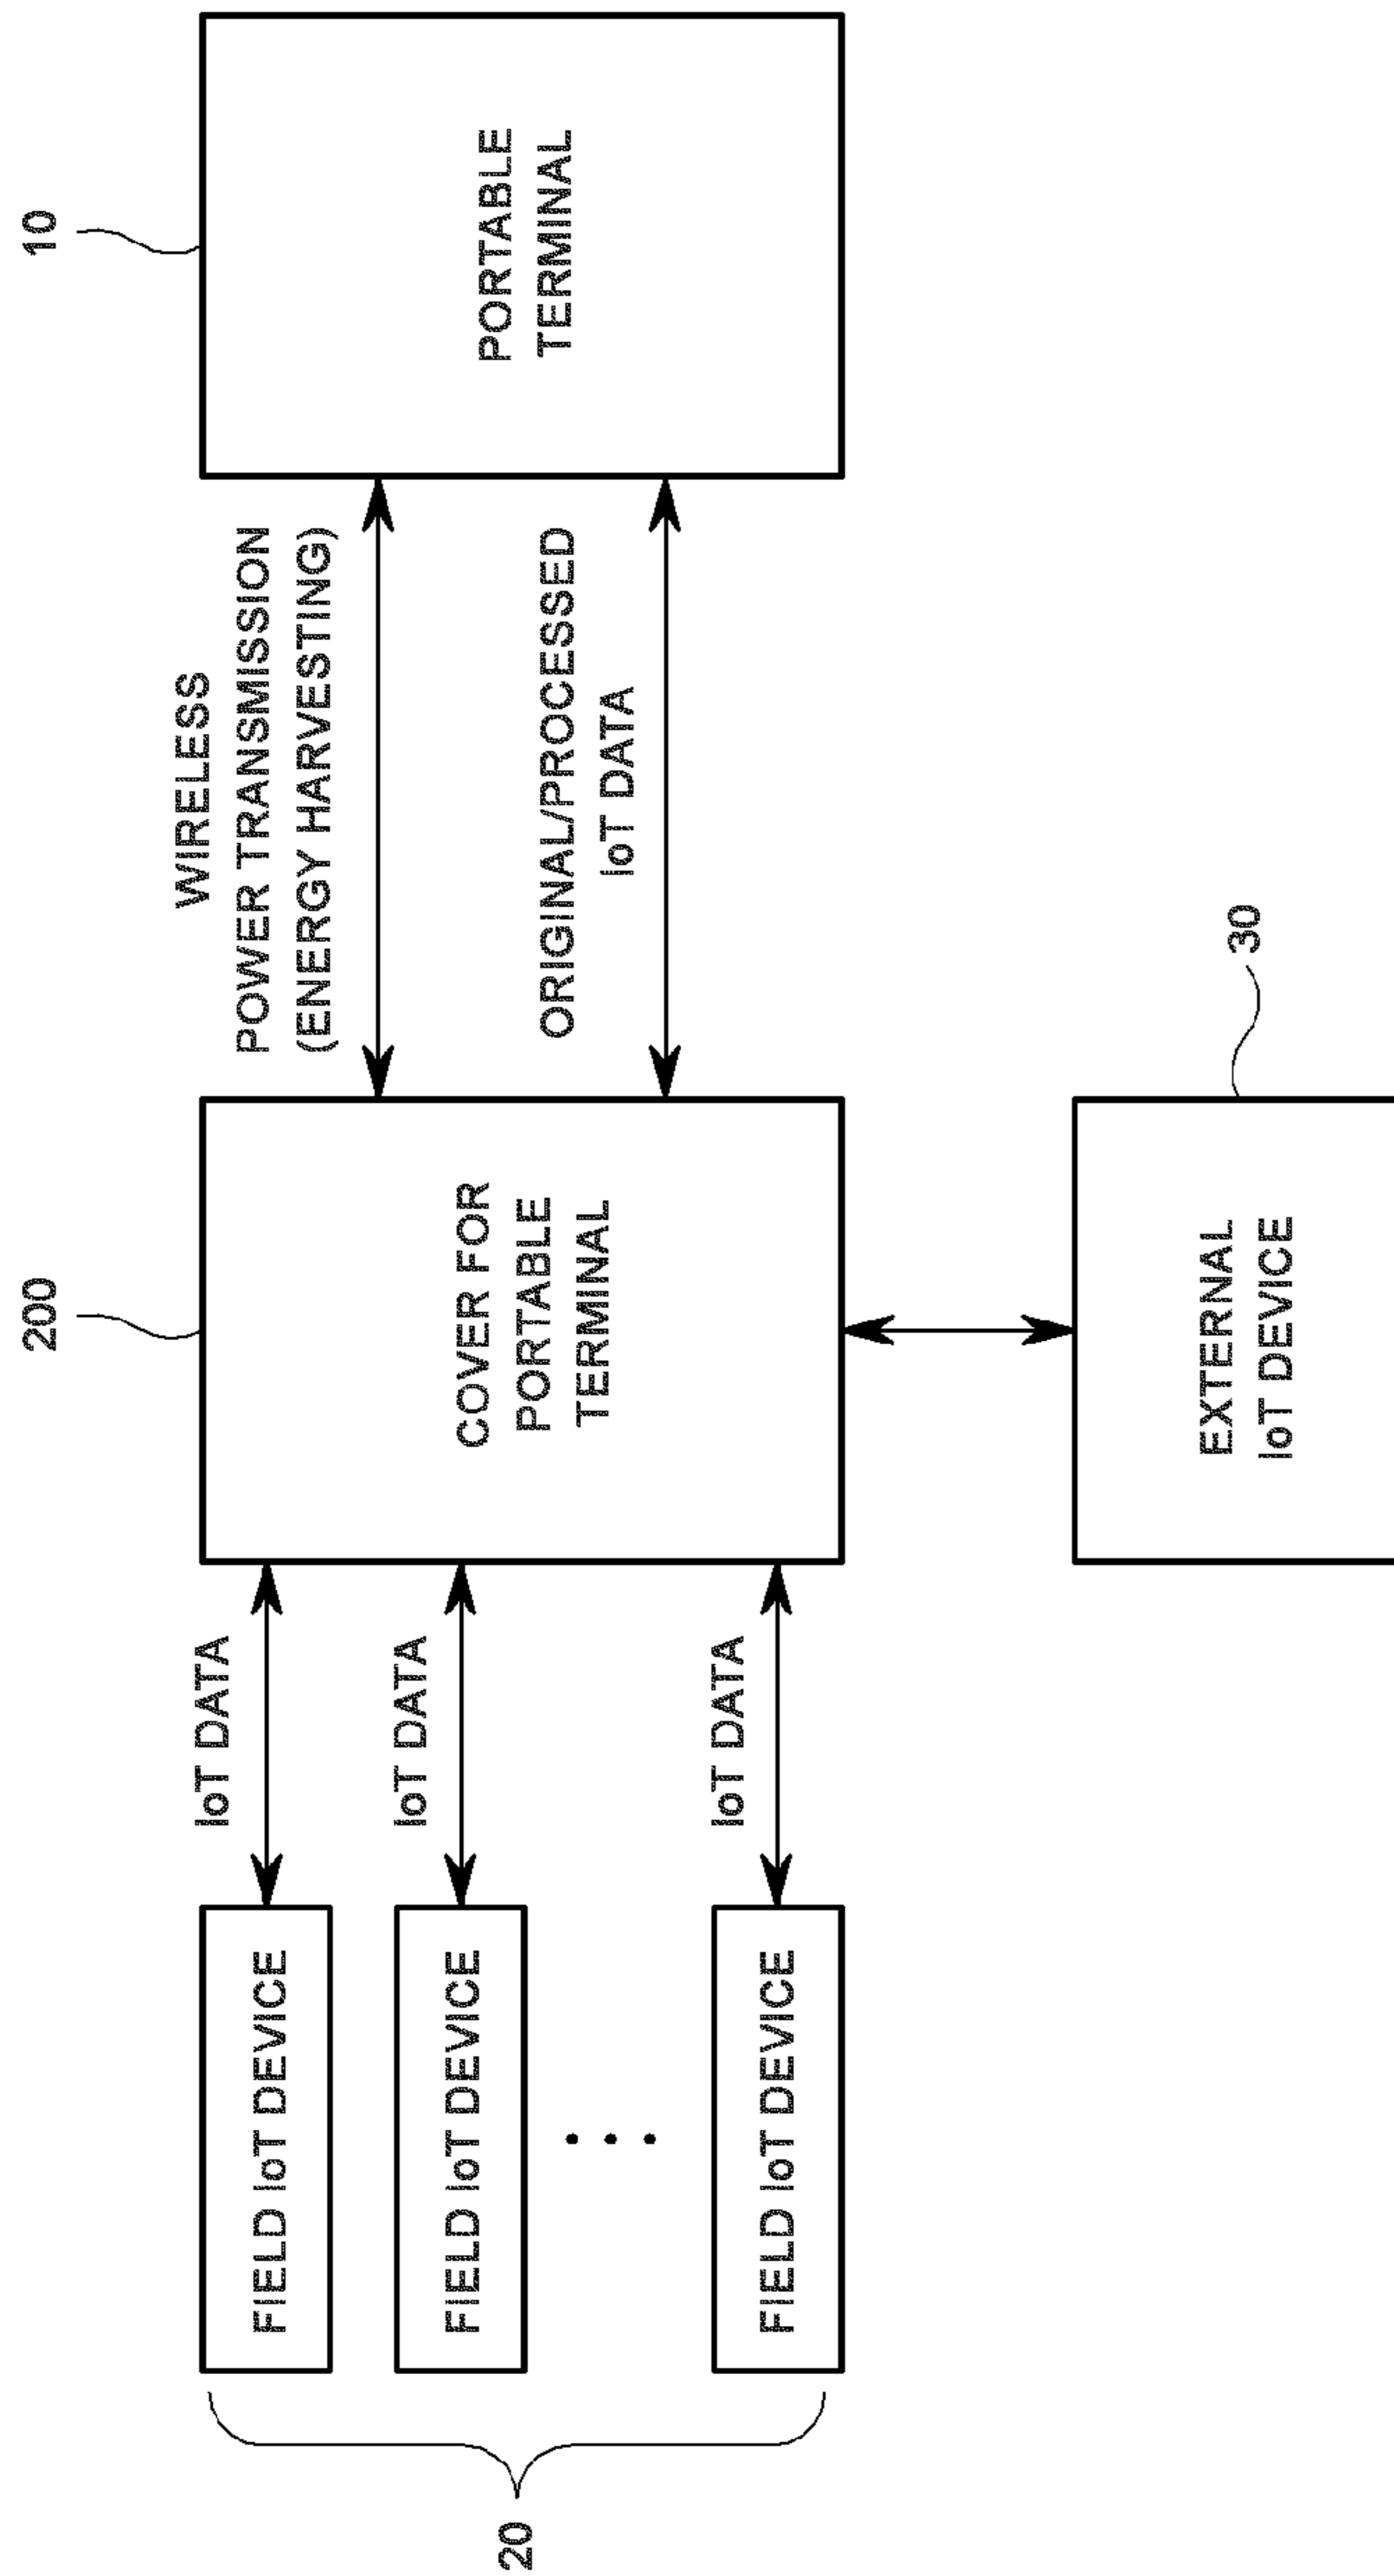 200
10
WIRELESS
POWER TRANSMISSION
(ENERGY HARVESTING)
IoT DATA
FIELD IoT DEVICE
IoT DATA
FIELD IoT DEVICE
COVER FOR
PORTABLE
TERMINAL
PORTABLE
TERMINAL
20
ORIGINAL/PROCESSED
IoT DATA
IoT DATA
FIELD IoT DEVICE
30
EXTERNAL
IoT DEVICE